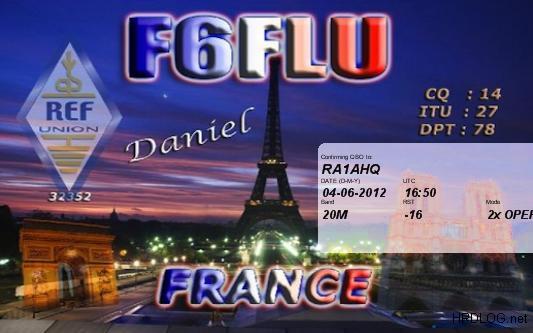 F6FLU
REF
UNION
32352
Daniel
CQ : 14
ITU : 27
DPT : 78
Confirming QSO to:
RA1AHQ
DATE (D-M-Y) UTC
04-06-2012 16:50
Band RST Mode
20M -16 2x OPER
FRANCE
HRDLOG.net